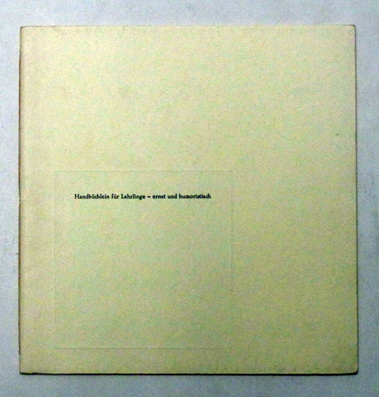 Handbüchlein für Lehrlinge – ernst und humoristisch